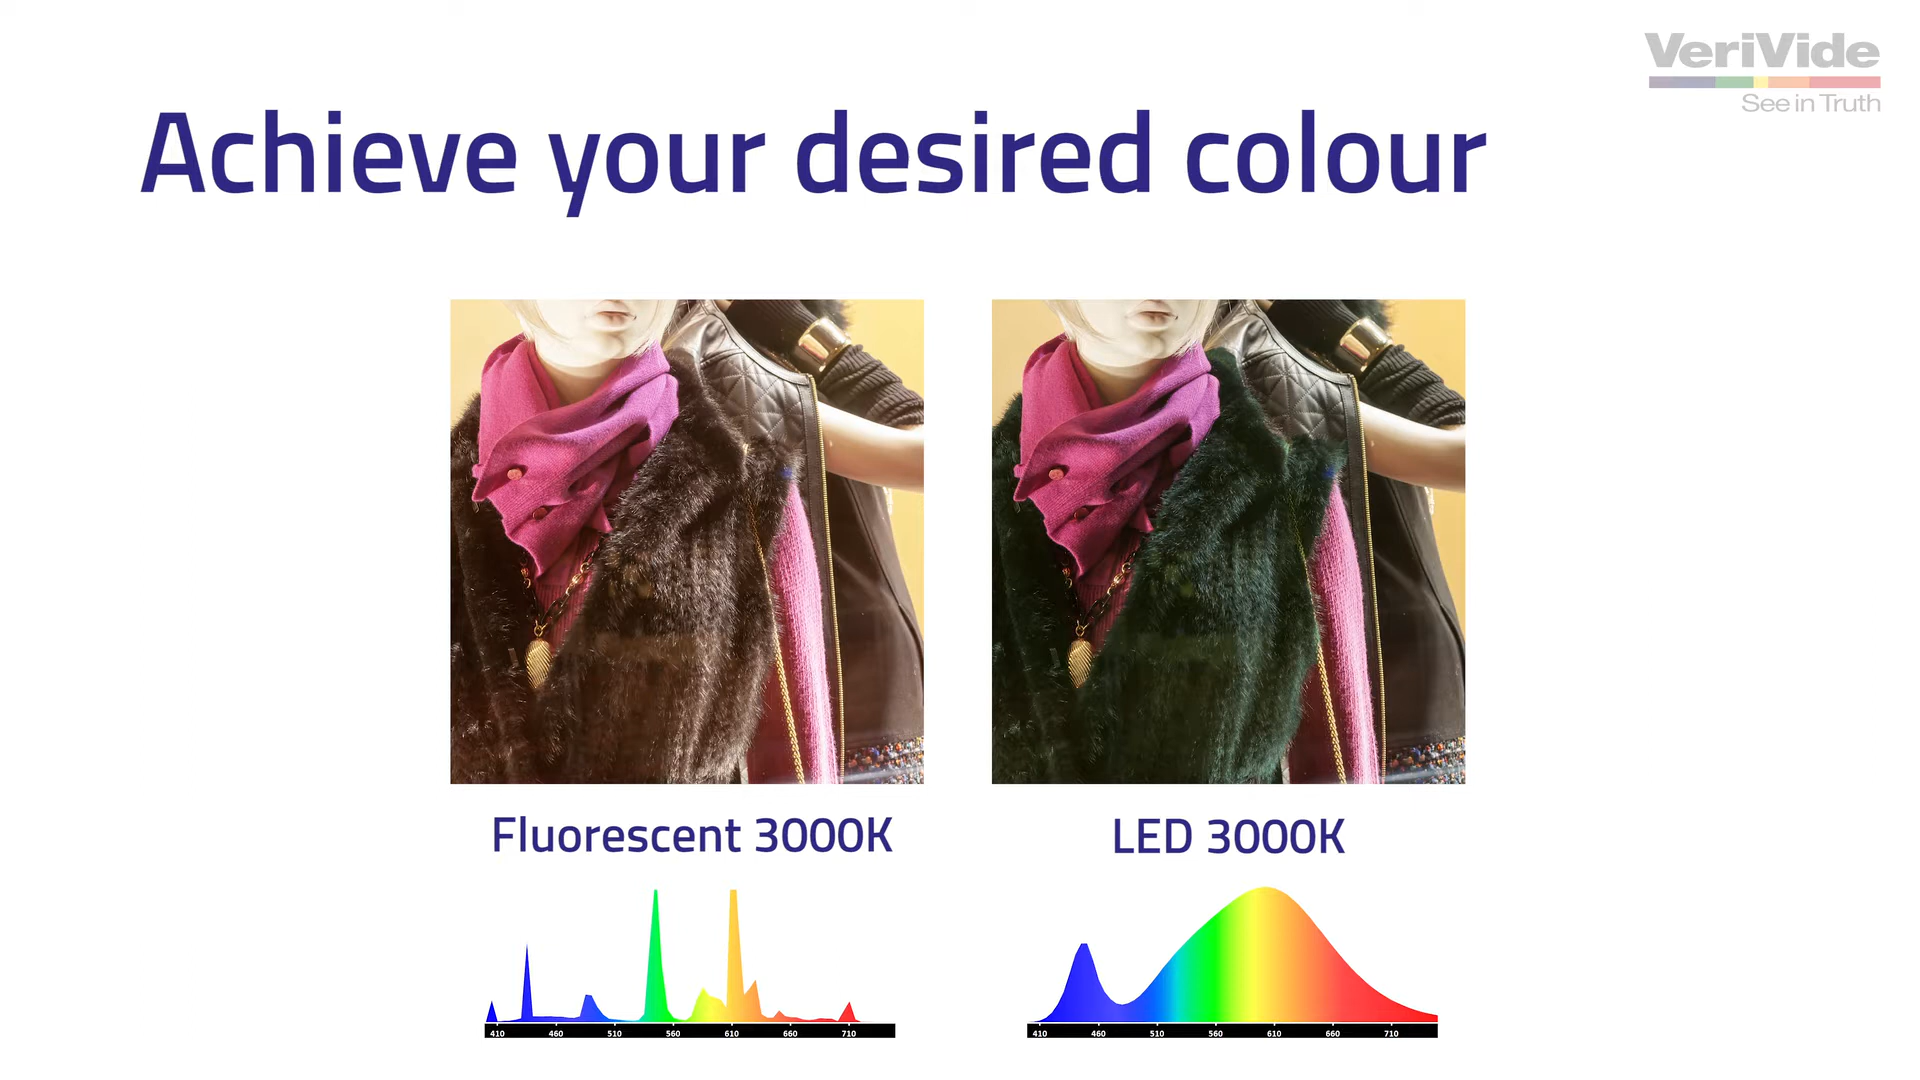 VeriVide
See in Truth
Achieve your desired colour
Fluorescent 3000K
LED 3000K
410 460 510 560 610 660 710
410 460 510 560 610 660 710